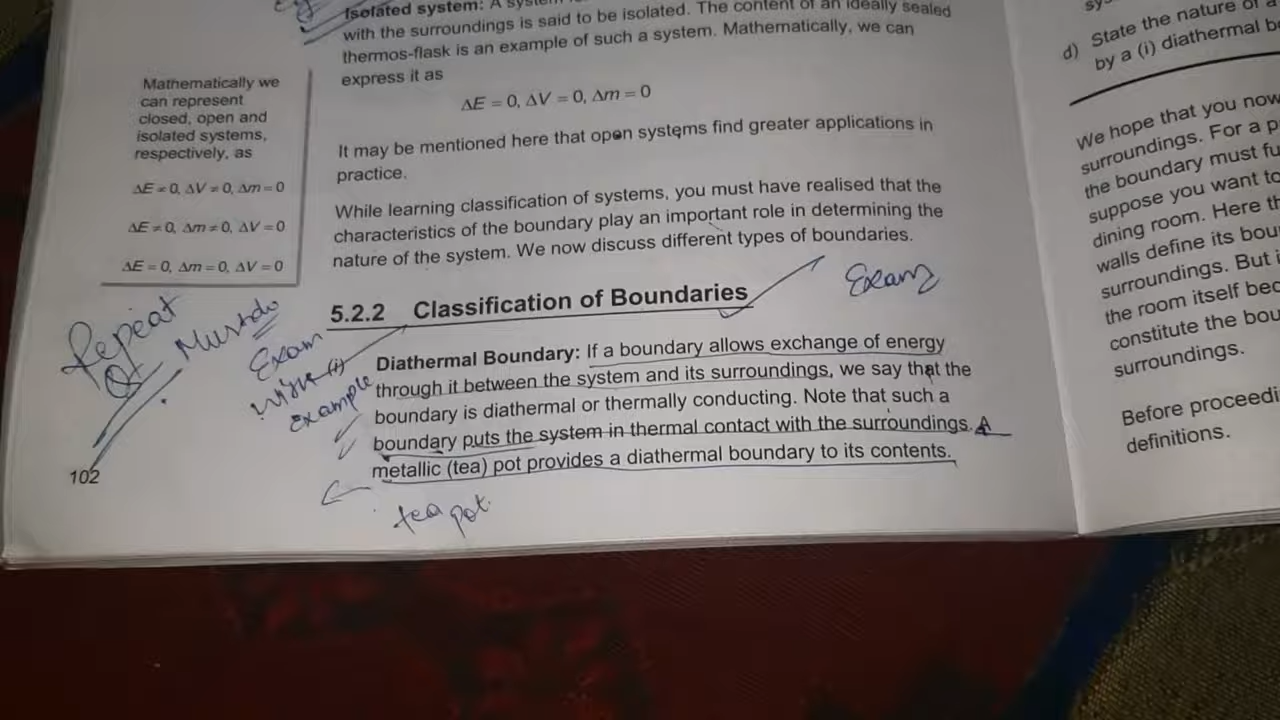 Isolated system: A system
with the surroundings is said to be isolated. The content of an ideally sealed
thermos-flask is an example of such a system. Mathematically, we can
express it as
ΔE = 0, ΔV = 0, Δm = 0
It may be mentioned here that open systems find greater applications in
practice.
While learning classification of systems, you must have realised that the
characteristics of the boundary play an important role in determining the
nature of the system. We now discuss different types of boundaries.
Mathematically we
can represent
closed, open and
isolated systems,
respectively, as
ΔE ≠ 0, ΔV ≠ 0, Δm = 0
ΔE ≠ 0, Δm ≠ 0, ΔV = 0
ΔE = 0, Δm = 0, ΔV = 0
5.2.2 Classification of Boundaries
Exam
Repeat
Q
Must do
Exam
with
example
Diathermal Boundary: If a boundary allows exchange of energy
through it between the system and its surroundings, we say that the
boundary is diathermal or thermally conducting. Note that such a
boundary puts the system in thermal contact with the surroundings. A
metallic (tea) pot provides a diathermal boundary to its contents.
tea pot.
102
d) State the nature of a
by a (i) diathermal
We hope that you now
surroundings. For a
the boundary must
suppose you want to
dining room. Here
walls define its
surroundings. But
the room itself
constitute the
surroundings.
Before
definitions.